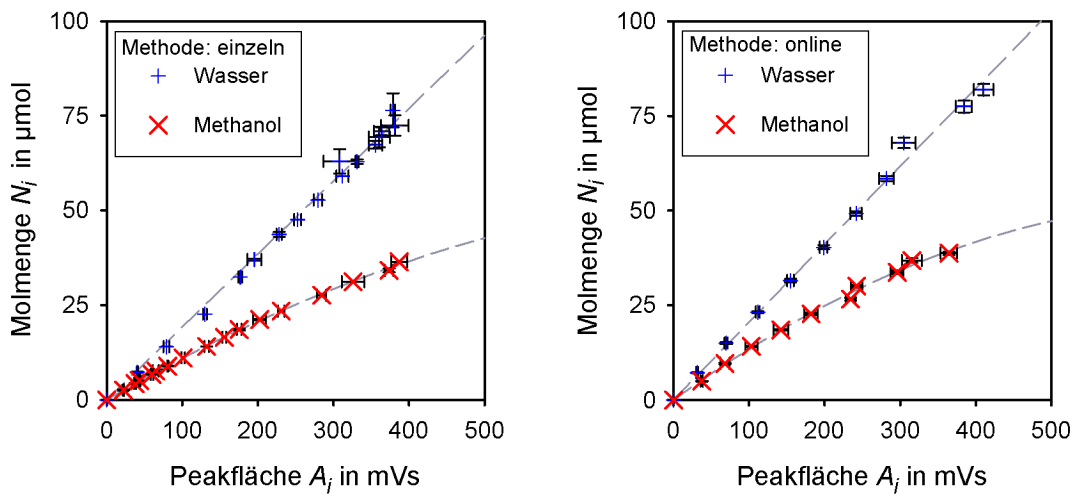 Methode: einzeln
Wasser
Methanol
Molmenge Ni in µmol
100
75
50
25
0
0 100 200 300 400 500
Peakfläche Ai in mVs
Methode: online
Wasser
Methanol
Molmenge Ni in µmol
100
75
50
25
0
0 100 200 300 400 500
Peakfläche Ai in mVs